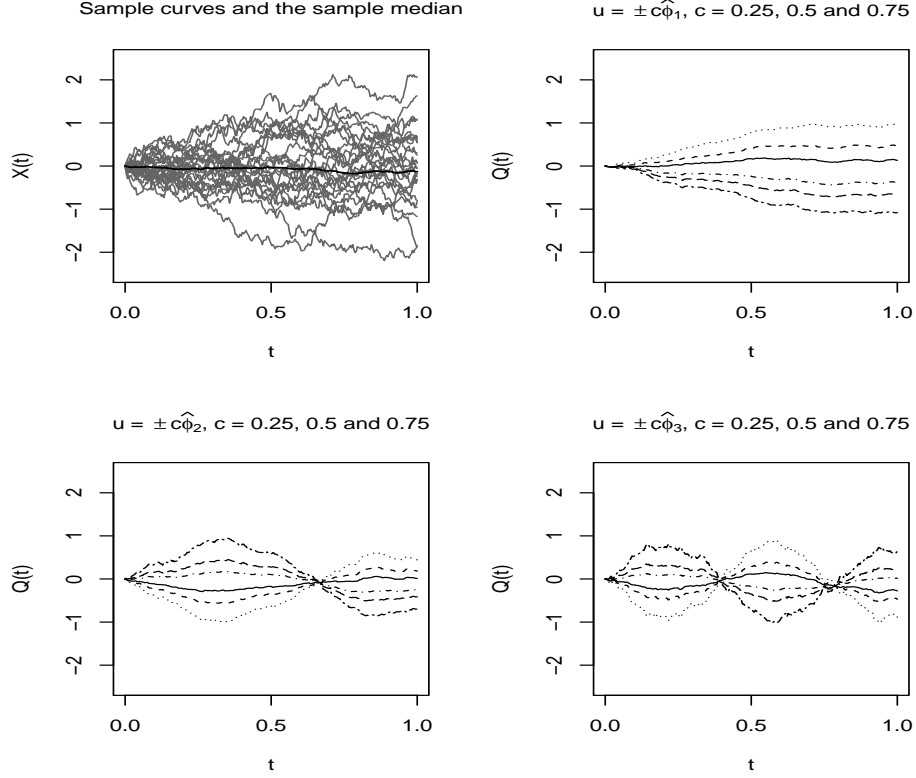 Sample curves and the sample median
X(t)
2
1
0
−1
−2
0.0 0.5 1.0
t
u = ±cϕ̂₁, c = 0.25, 0.5 and 0.75
Q(t)
2
1
0
−1
−2
0.0 0.5 1.0
t
u = ±cϕ̂₂, c = 0.25, 0.5 and 0.75
Q(t)
2
1
0
−1
−2
0.0 0.5 1.0
t
u = ±cϕ̂₃, c = 0.25, 0.5 and 0.75
Q(t)
2
1
0
−1
−2
0.0 0.5 1.0
t